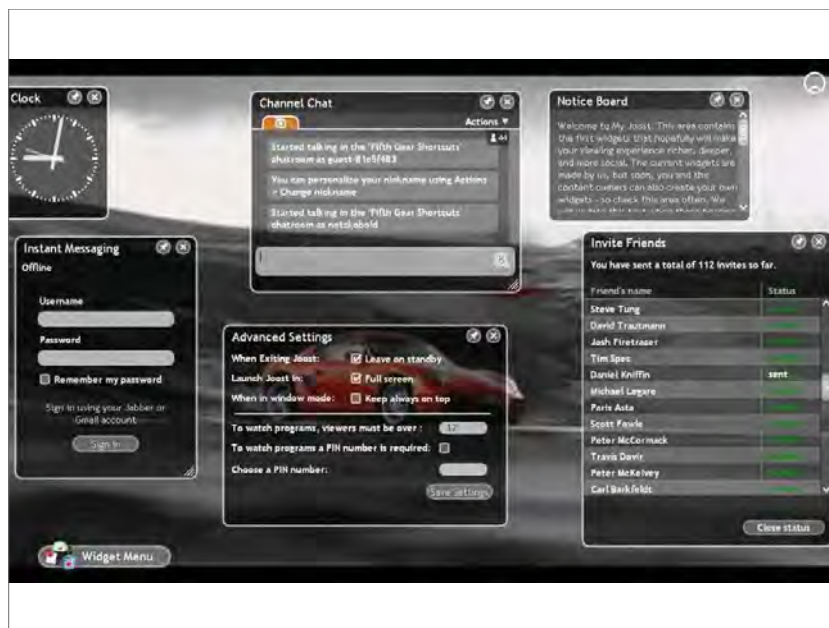 Clock
Channel Chat
Actions
Started talking in the 'Fifth Gear Shortcuts'
chatroom as
You can personalize your nickname using Actions
> Change nickname
Started talking in the 'Fifth Gear Shortcuts'
chatroom as
Notice Board
Welcome to My Joost. This area contains
the first widgets that hopefully will make
your viewing experience richer, deeper,
and more social. The current widgets are
made by us, but soon, you and the
content owners can also create your own
widgets - so check this area often. We
Instant Messaging
Offline
Username
Password
Remember my password
Sign in using your Jabber or
Gmail account
Sign In
Advanced Settings
When Exiting Joost: Leave on standby
Launch Joost in: Full screen
When in window mode: Keep always on top
To watch programs, viewers must be over :
To watch programs a PIN number is required:
Choose a PIN number:
Save settings
Invite Friends
You have sent a total of 112 invites so far.
Friend's name Status
Steve Tung
David Trautmann
Josh Firetraser
Tim Spec
Daniel Kniffin sent
Michael Legare
Paris Asta
Scott Fowle
Peter McCormack
Travis Davir
Peter McKelvey
Carl Barkfeldt
Close status
Widget Menu